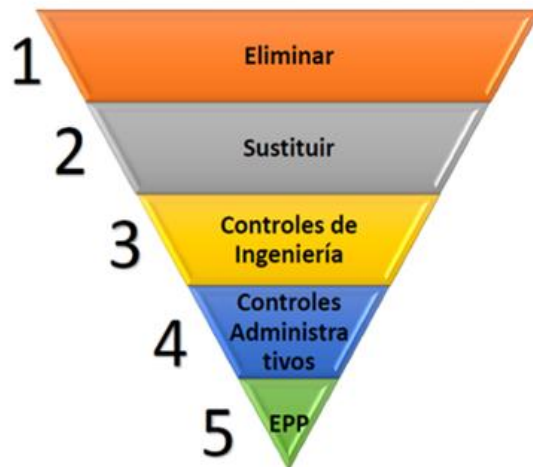 1
Eliminar
2
Sustituir
3
Controles de
Ingeniería
4
Controles
Administra
tivos
5
EPP